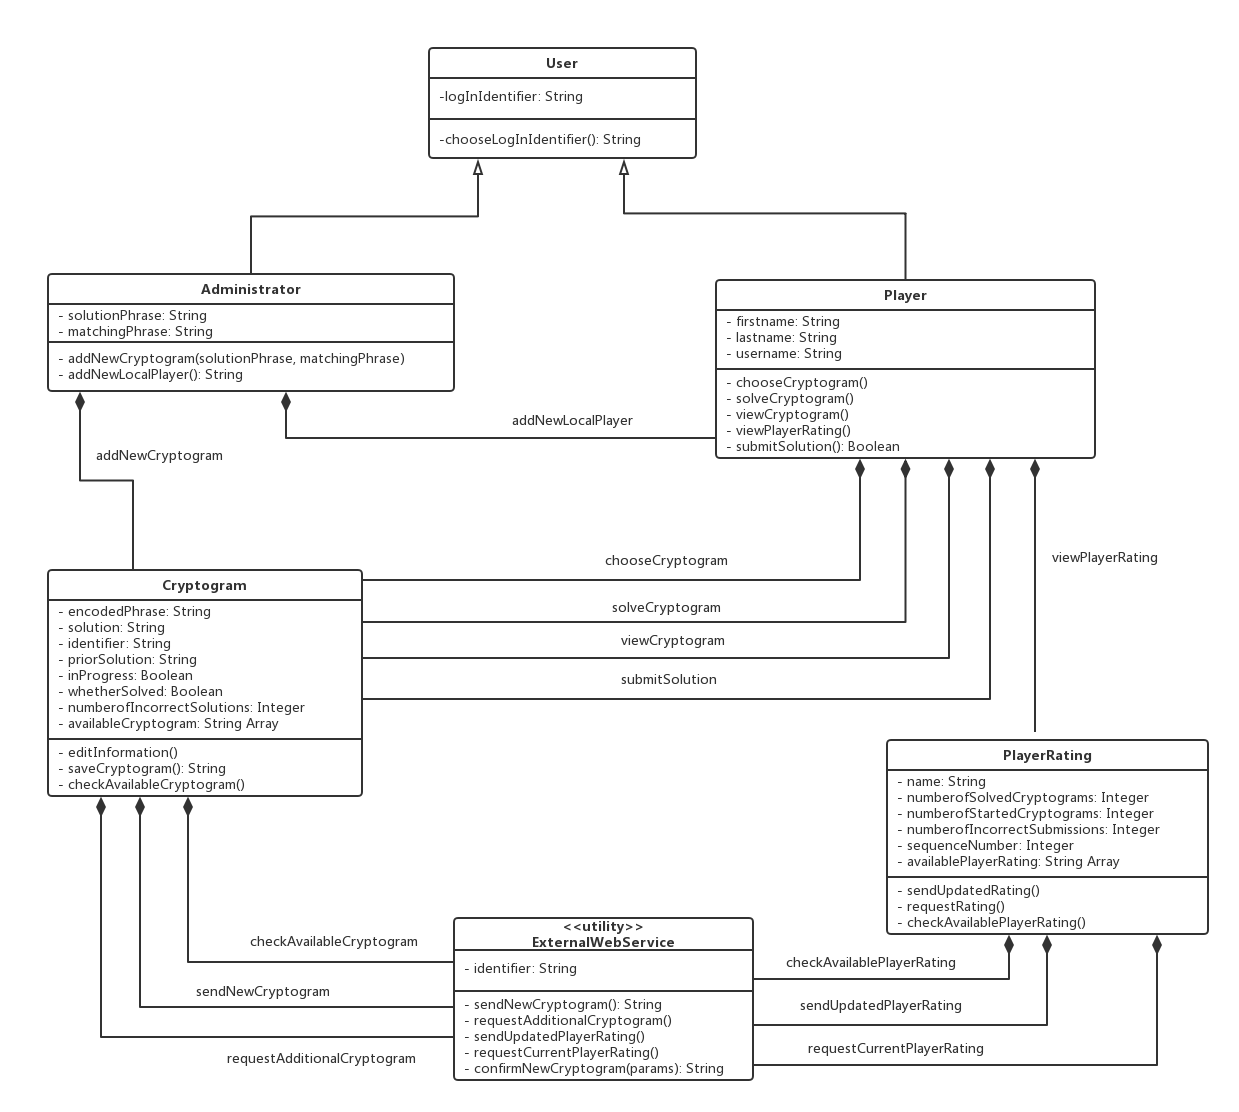 User
-logInIdentifier: String
-chooseLogInIdentifier(): String
Administrator
- solutionPhrase: String
- matchingPhrase: String
- addNewCryptogram(solutionPhrase, matchingPhrase)
- addNewLocalPlayer(): String
Player
- firstname: String
- lastname: String
- username: String
- chooseCryptogram()
- solveCryptogram()
- viewCryptogram()
- viewPlayerRating()
- submitSolution(): Boolean
addNewLocalPlayer
addNewCryptogram
chooseCryptogram
viewPlayerRating
solveCryptogram
viewCryptogram
submitSolution
Cryptogram
- encodedPhrase: String
- solution: String
- identifier: String
- priorSolution: String
- inProgress: Boolean
- whetherSolved: Boolean
- numberofIncorrectSolutions: Integer
- availableCryptogram: String Array
- editInformation()
- saveCryptogram(): String
- checkAvailableCryptogram()
PlayerRating
- name: String
- numberofSolvedCryptograms: Integer
- numberofStartedCryptograms: Integer
- numberofIncorrectSubmissions: Integer
- sequenceNumber: Integer
- availablePlayerRating: String Array
- sendUpdatedRating()
- requestRating()
- checkAvailablePlayerRating()
checkAvailableCryptogram
sendNewCryptogram
requestAdditionalCryptogram
<<utility>>
ExternalWebService
- identifier: String
- sendNewCryptogram(): String
- requestAdditionalCryptogram()
- sendUpdatedPlayerRating()
- requestCurrentPlayerRating()
- confirmNewCryptogram(params): String
checkAvailablePlayerRating
sendUpdatedPlayerRating
requestCurrentPlayerRating